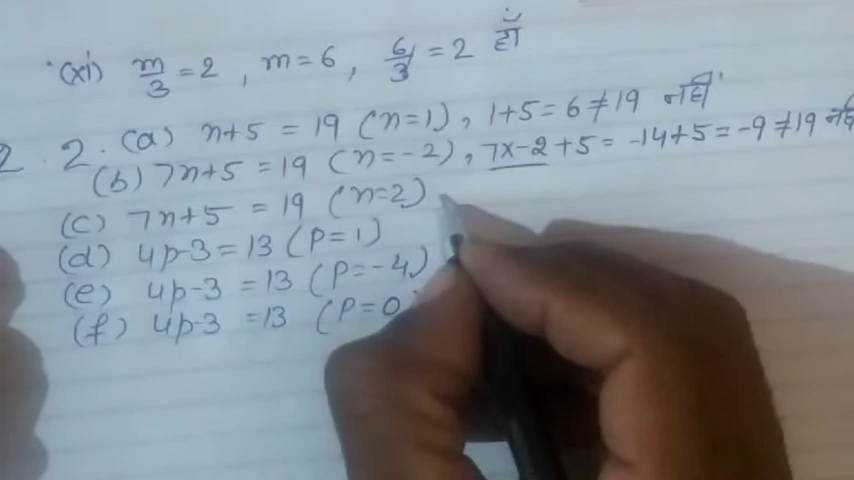 (xi) m/3 = 2 , m = 6 , 6/3 = 2 हाँ
2. (a) n+5 = 19 (n=1), 1+5 = 6 ≠ 19 नहीं
(b) 7n+5 = 19 (n=-2), 7x-2+5 = -14+5 = -9 ≠ 19
(c) 7n+5 = 19 (n=2)
(d) 4p-3 = 13 (P=1)
(e) 4p-3 = 13 (P=-4)
(f) 4p-3 = 13 (P=0